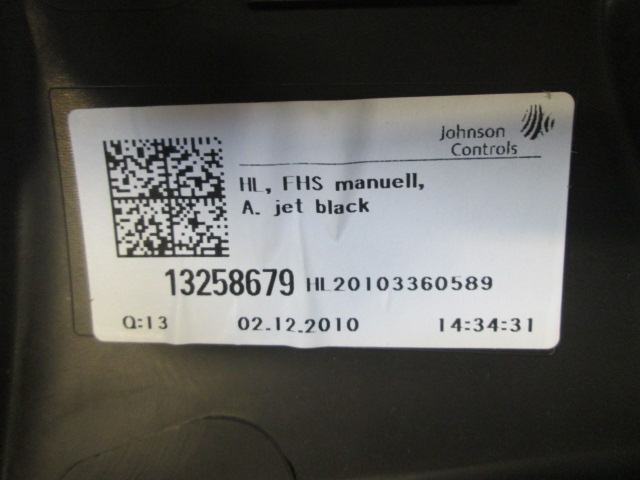 Johnson
Controls
HL, FHS manuell,
A. jet black
13258679 HL20103360589
Q:13 02.12.2010 14:34:31